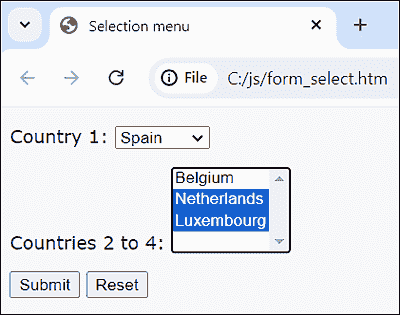 Selection menu
File C:/js/form_select.htm
Country 1: Spain
Belgium
Netherlands
Luxembourg
Countries 2 to 4:
Submit Reset